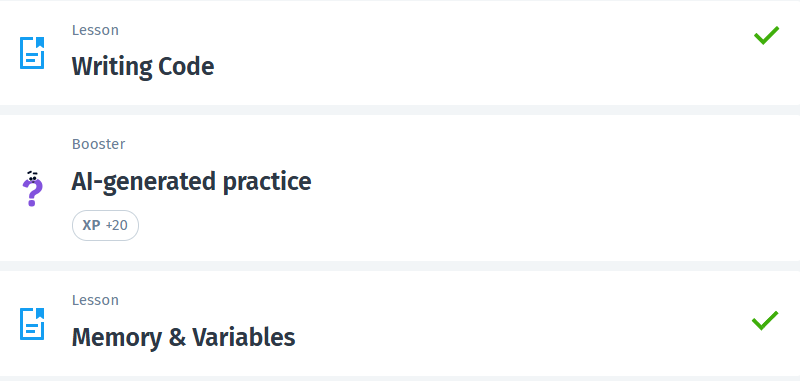 Lesson
Writing Code
Booster
AI-generated practice
XP +20
Lesson
Memory & Variables